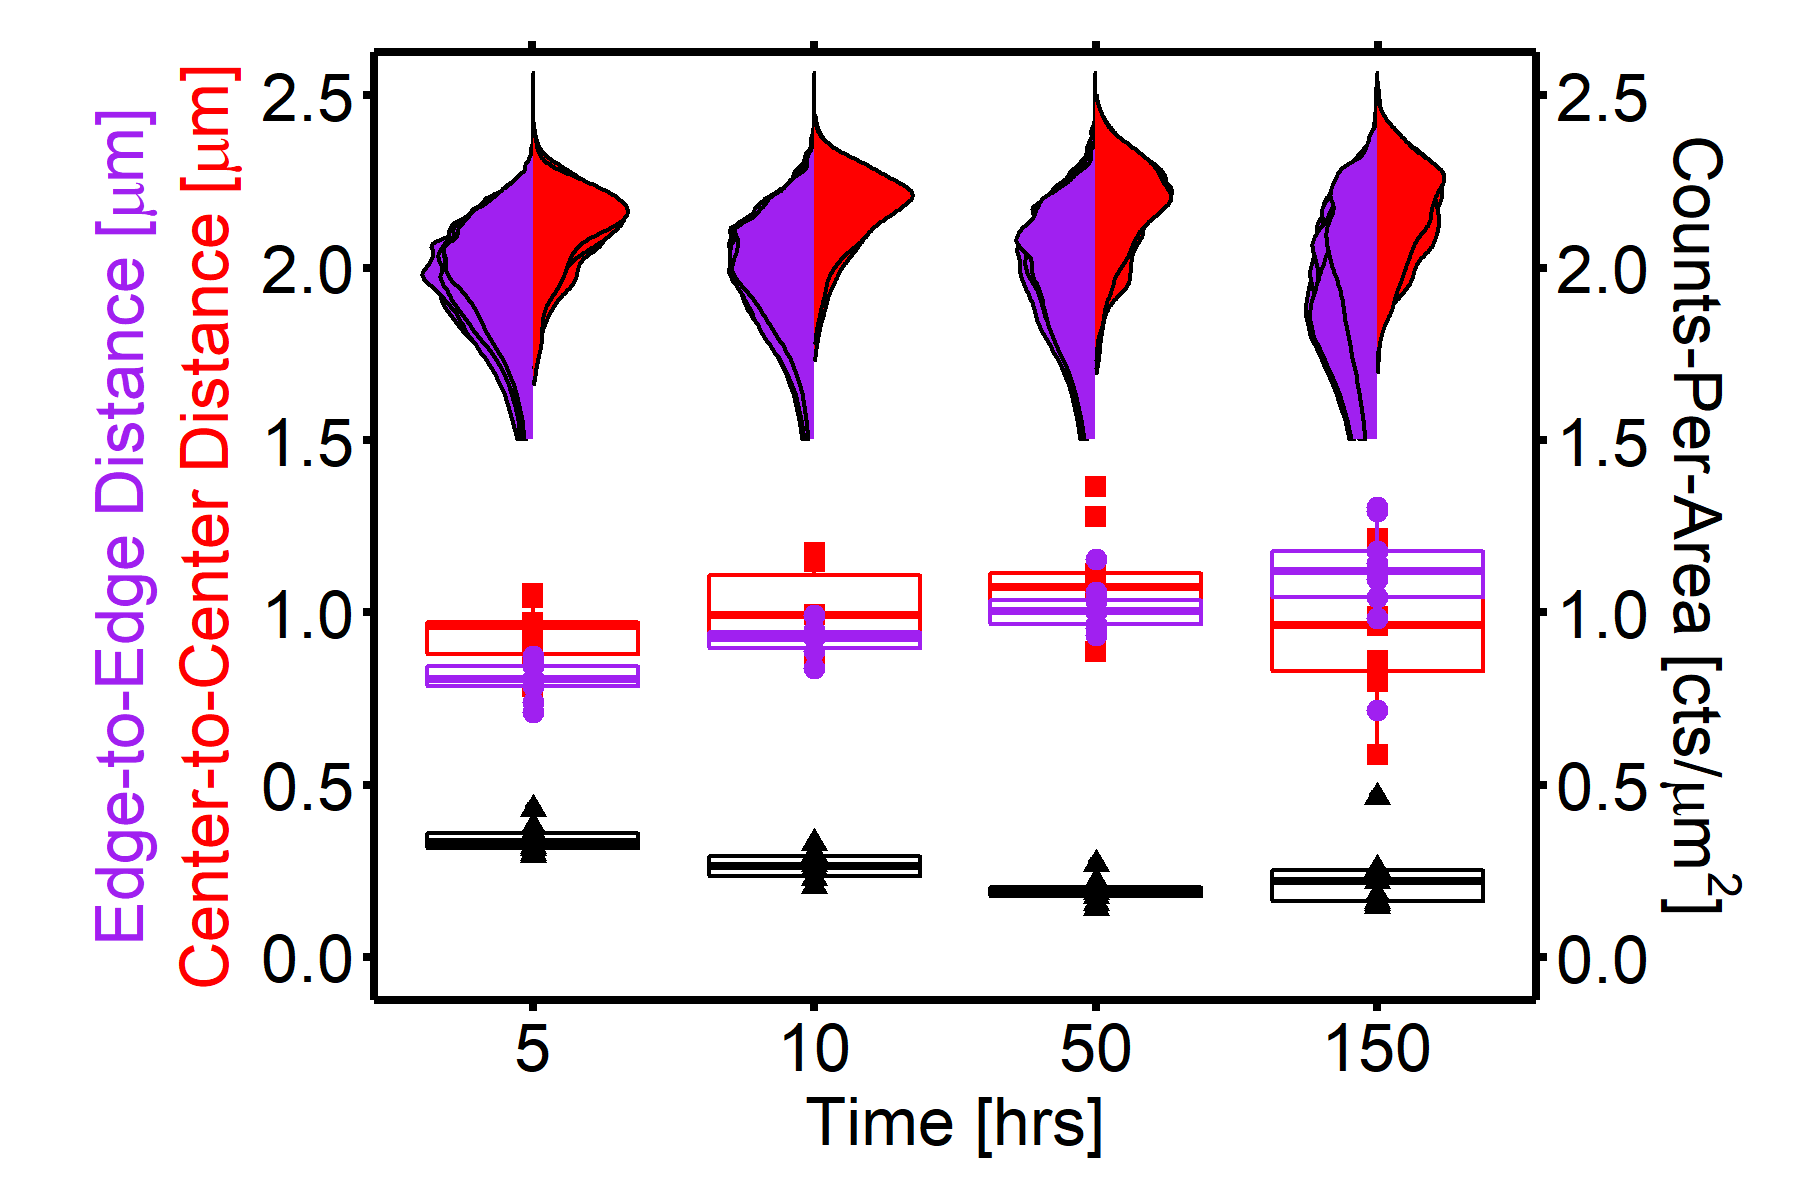 Edge-to-Edge Distance [μm]
Center-to-Center Distance [μm]
2.5
2.0
1.5
1.0
0.5
0.0
2.5
2.0
1.5
1.0
0.5
0.0
Counts-Per-Area [cts/μm²]
5 10 50 150
Time [hrs]